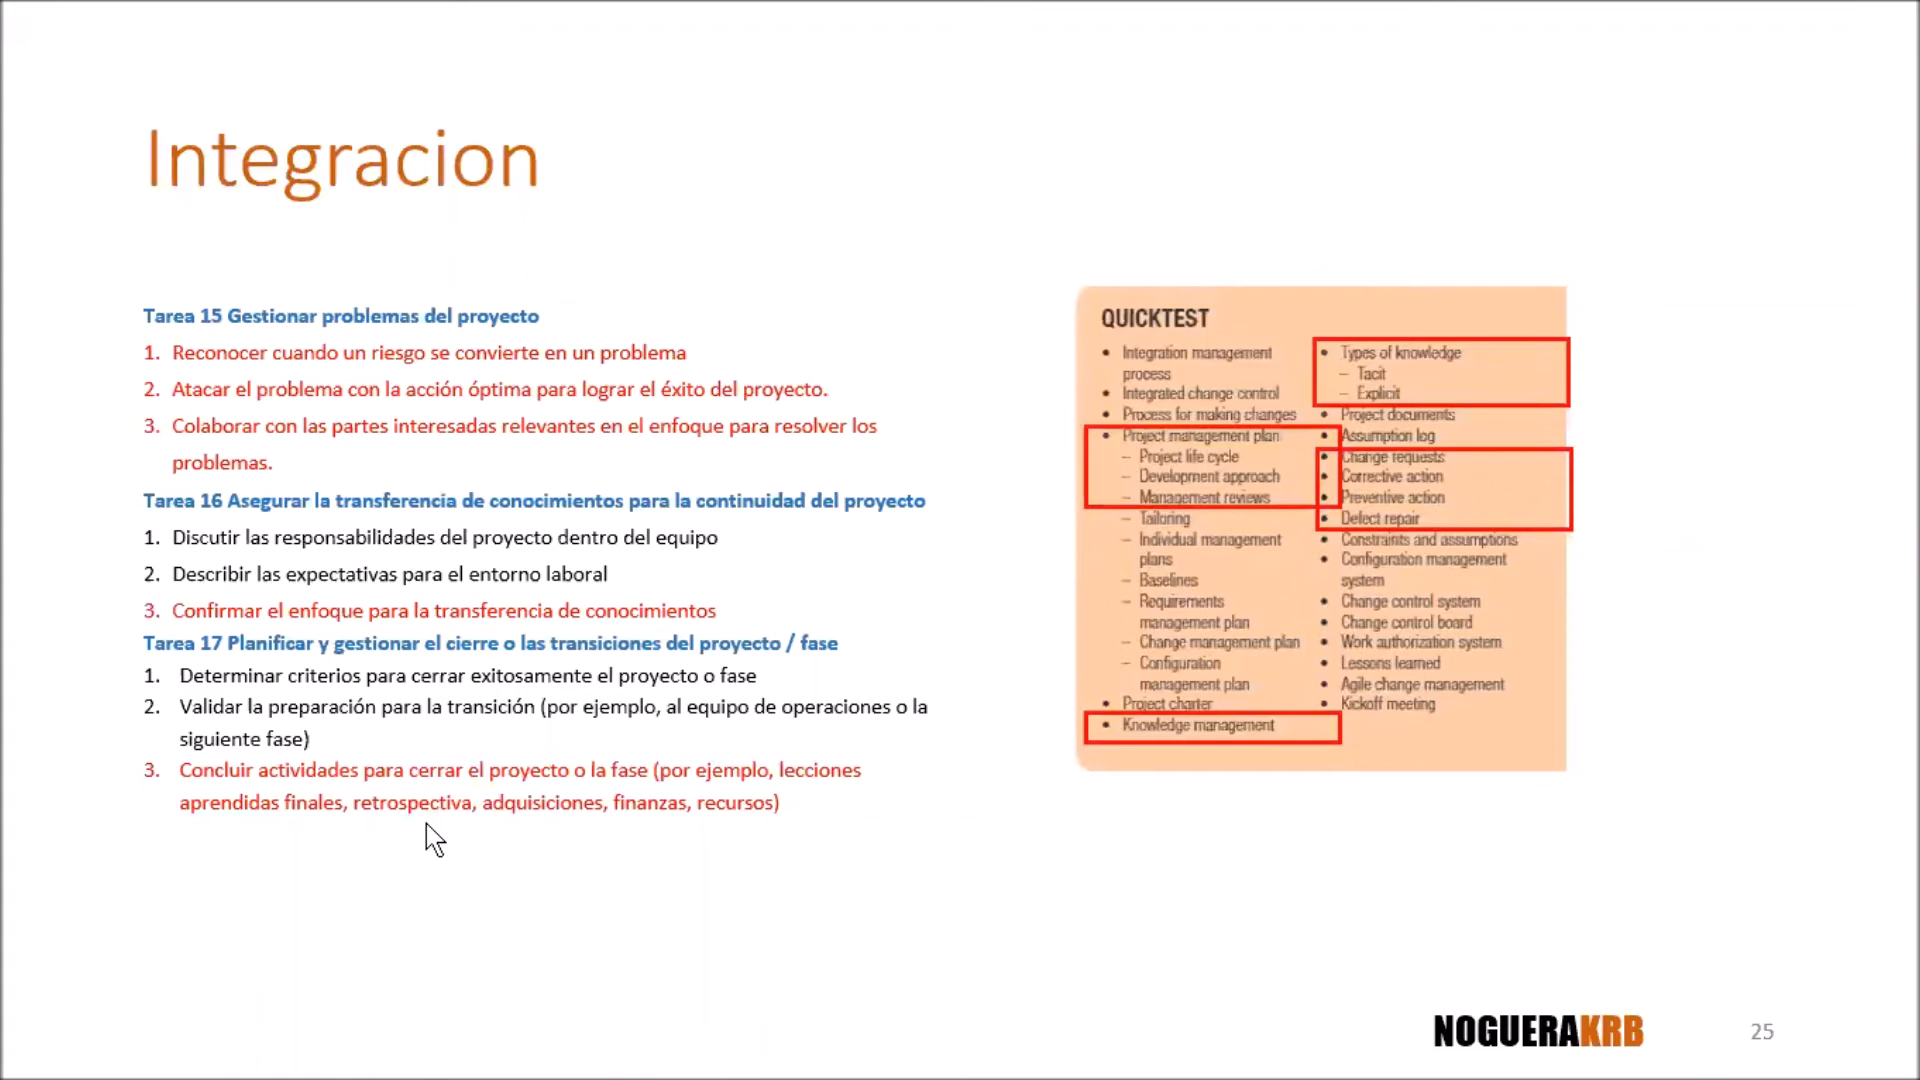 Integracion
Tarea 15 Gestionar problemas del proyecto
1. Reconocer cuando un riesgo se convierte en un problema
2. Atacar el problema con la acción óptima para lograr el éxito del proyecto.
3. Colaborar con las partes interesadas relevantes en el enfoque para resolver los
problemas.
Tarea 16 Asegurar la transferencia de conocimientos para la continuidad del proyecto
1. Discutir las responsabilidades del proyecto dentro del equipo
2. Describir las expectativas para el entorno laboral
3. Confirmar el enfoque para la transferencia de conocimientos
Tarea 17 Planificar y gestionar el cierre o las transiciones del proyecto / fase
1. Determinar criterios para cerrar exitosamente el proyecto o fase
2. Validar la preparación para la transición (por ejemplo, al equipo de operaciones o la
siguiente fase)
3. Concluir actividades para cerrar el proyecto o la fase (por ejemplo, lecciones
aprendidas finales, retrospectiva, adquisiciones, finanzas, recursos)
QUICKTEST
• Integration management
process
• Integrated change control
• Process for making changes
• Project management plan
– Project life cycle
– Development approach
– Management reviews
– Tailoring
– Individual management
plans
– Baselines
– Requirements
management plan
– Change management plan
– Configuration
management plan
• Project charter
• Knowledge management
• Types of knowledge
– Tacit
– Explicit
• Project documents
• Assumption log
• Change requests
• Corrective action
• Preventive action
• Defect repair
• Constraints and assumptions
• Configuration management
system
• Change control system
• Change control board
• Work authorization system
• Lessons learned
• Agile change management
• Kickoff meeting
NOGUERAKRB
25